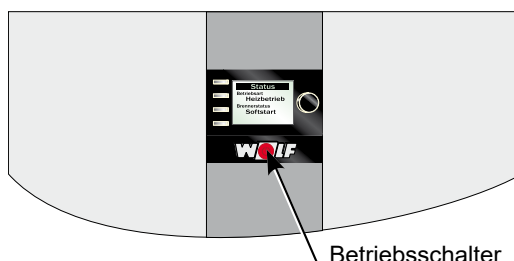 Status
Betriebsart
Heizbetrieb
Brennerstatus
Softstart
WOLF
Betriebsschalter